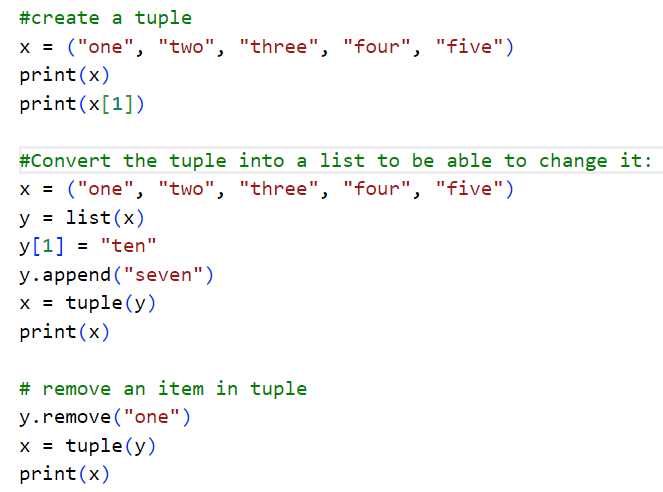 #create a tuple
x = ("one", "two", "three", "four", "five")
print(x)
print(x[1])
#Convert the tuple into a list to be able to change it:
x = ("one", "two", "three", "four", "five")
y = list(x)
y[1] = "ten"
y.append("seven")
x = tuple(y)
print(x)
# remove an item in tuple
y.remove("one")
x = tuple(y)
print(x)